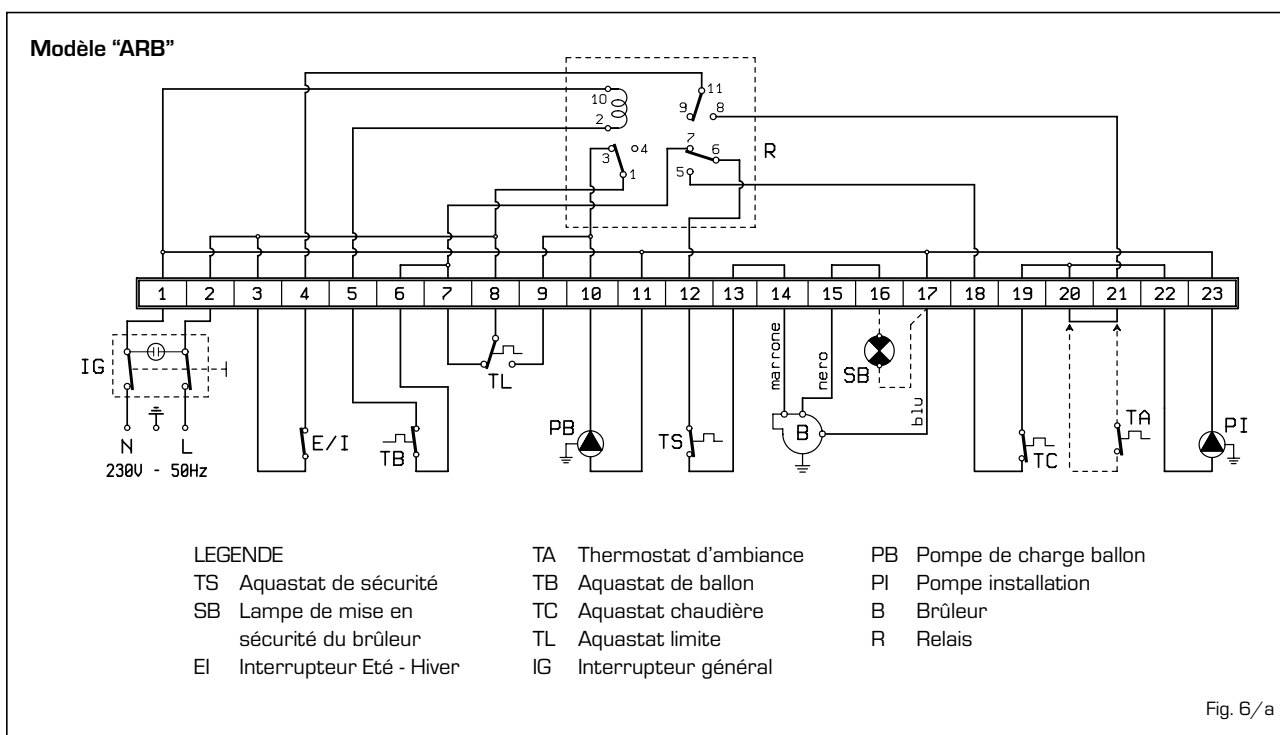 Modèle “ARB”
10
2
3
4
1
11
9
8
7
6
5
R
1 2 3 4 5 6 7 8 9 10 11 12 13 14 15 16 17 18 19 20 21 22 23
IG
N
L
230V - 50Hz
E/I
TB
TL
PB
TS
marrone
nero
B
SB
blu
TC
TA
PI
LEGENDE
TS Aquastat de sécurité
SB Lampe de mise en
sécurité du brûleur
EI Interrupteur Eté - Hiver
TA Thermostat d’ambiance
TB Aquastat de ballon
TC Aquastat chaudière
TL Aquastat limite
IG Interrupteur général
PB Pompe de charge ballon
PI Pompe installation
B Brûleur
R Relais
Fig. 6/a